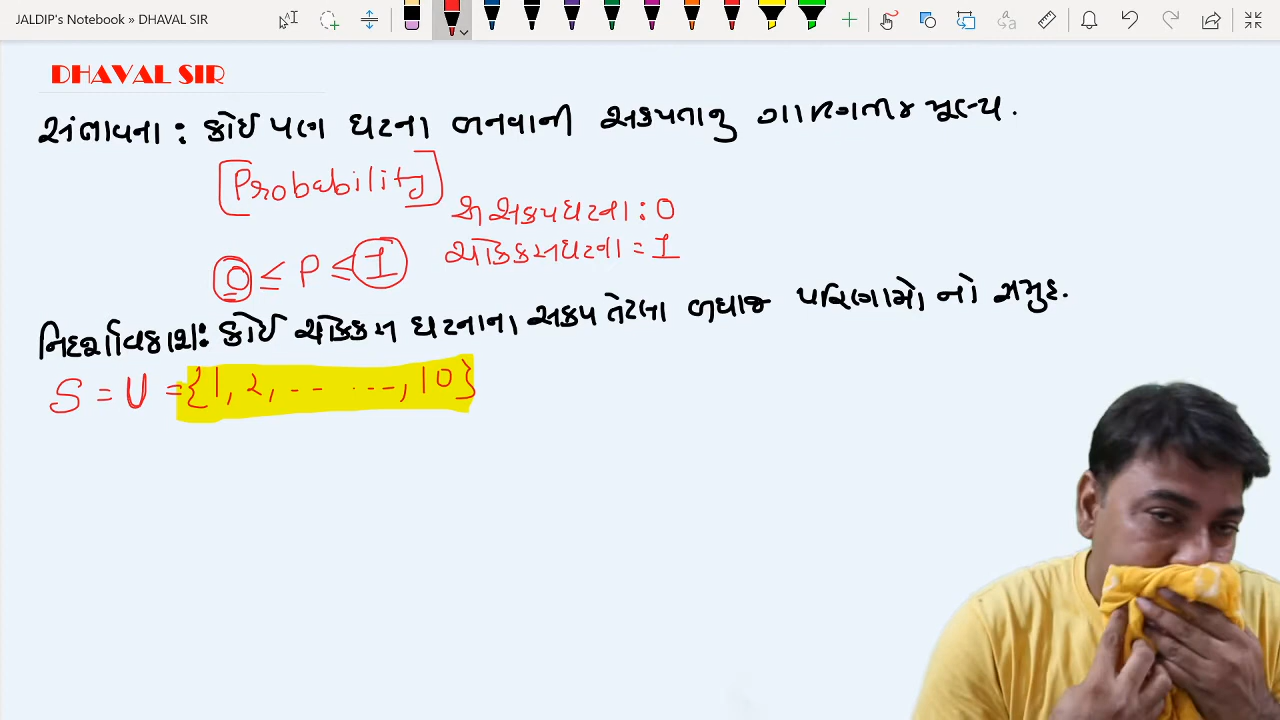 JALDIP's Notebook » DHAVAL SIR
DHAVAL SIR
સંભાવના : કોઈ પણ ઘટના બનવાની શક્યતાનુ ગાણિતીક મૂલ્ય.
[Probability]
અશક્ય ઘટના : 0
ચોક્કસ ઘટના = 1
0 ≤ P ≤ 1
નિદર્શાવકાશ: કોઈ ચોક્કસ ઘટનાના શક્ય તેટલા બધાજ પરિણામો નો સમુહ.
S = U = {1, 2, -- ---, 10}